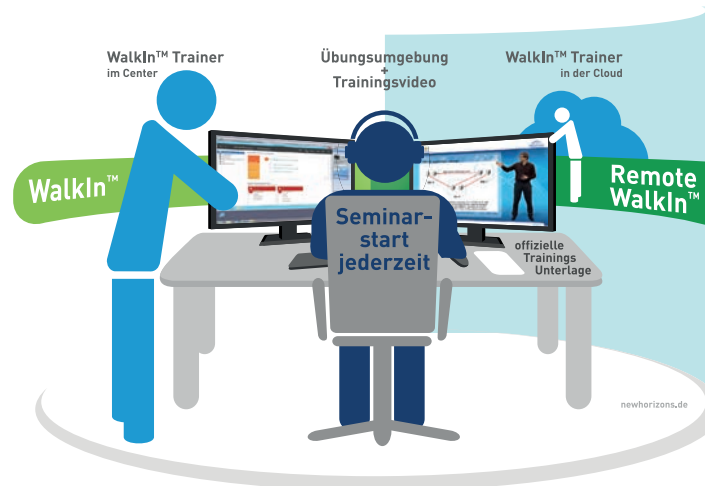 WalkIn™ Trainer
im Center
Übungsumgebung
+
Trainingsvideo
WalkIn™ Trainer
in der Cloud
WalkIn™
Remote
WalkIn™
Seminar-
start
jederzeit
offizielle
Trainings
Unterlage
newhorizons.de